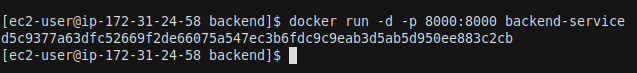 [ec2-user@ip-172-31-24-58 backend]$ docker run -d -p 8000:8000 backend-service
d5c9377a63dfc52669f2de66075a547ec3b6fdc9c9eab3d5ab5d950ee883c2cb
[ec2-user@ip-172-31-24-58 backend]$